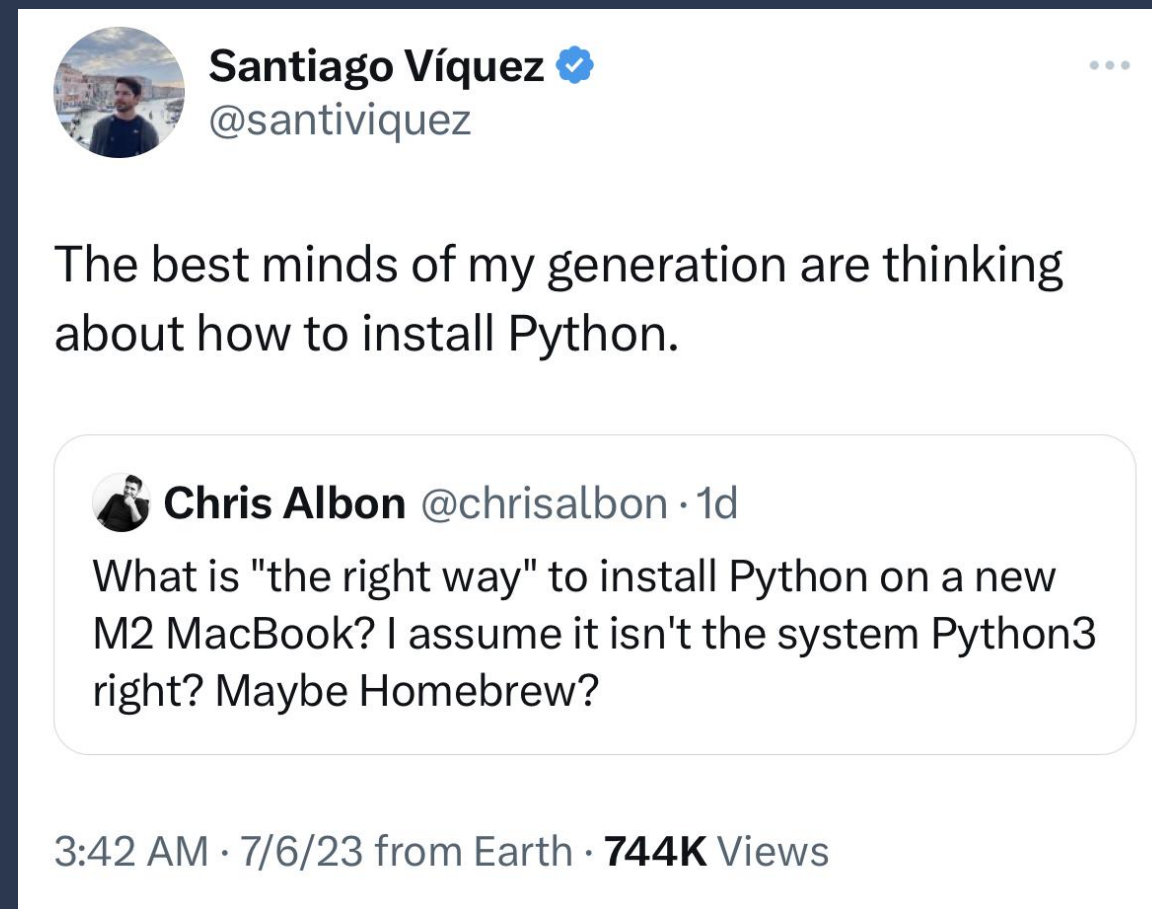 Santiago Víquez
@santiviquez
The best minds of my generation are thinking
about how to install Python.
Chris Albon @chrisalbon · 1d
What is "the right way" to install Python on a new
M2 MacBook? I assume it isn't the system Python3
right? Maybe Homebrew?
3:42 AM · 7/6/23 from Earth · 744K Views